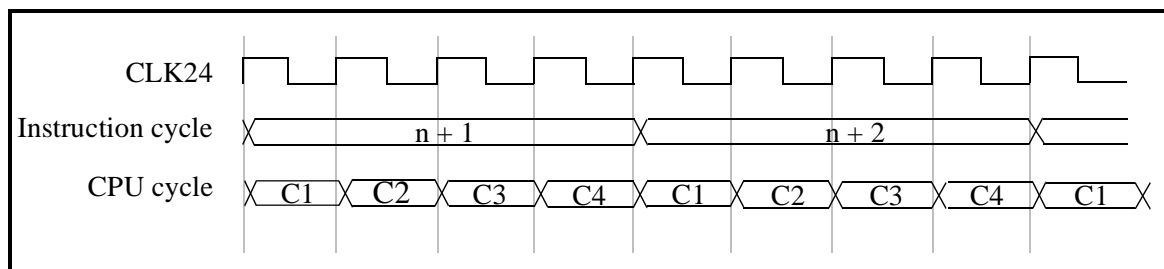 CLK24
Instruction cycle n + 1 n + 2
CPU cycle C1 C2 C3 C4 C1 C2 C3 C4 C1